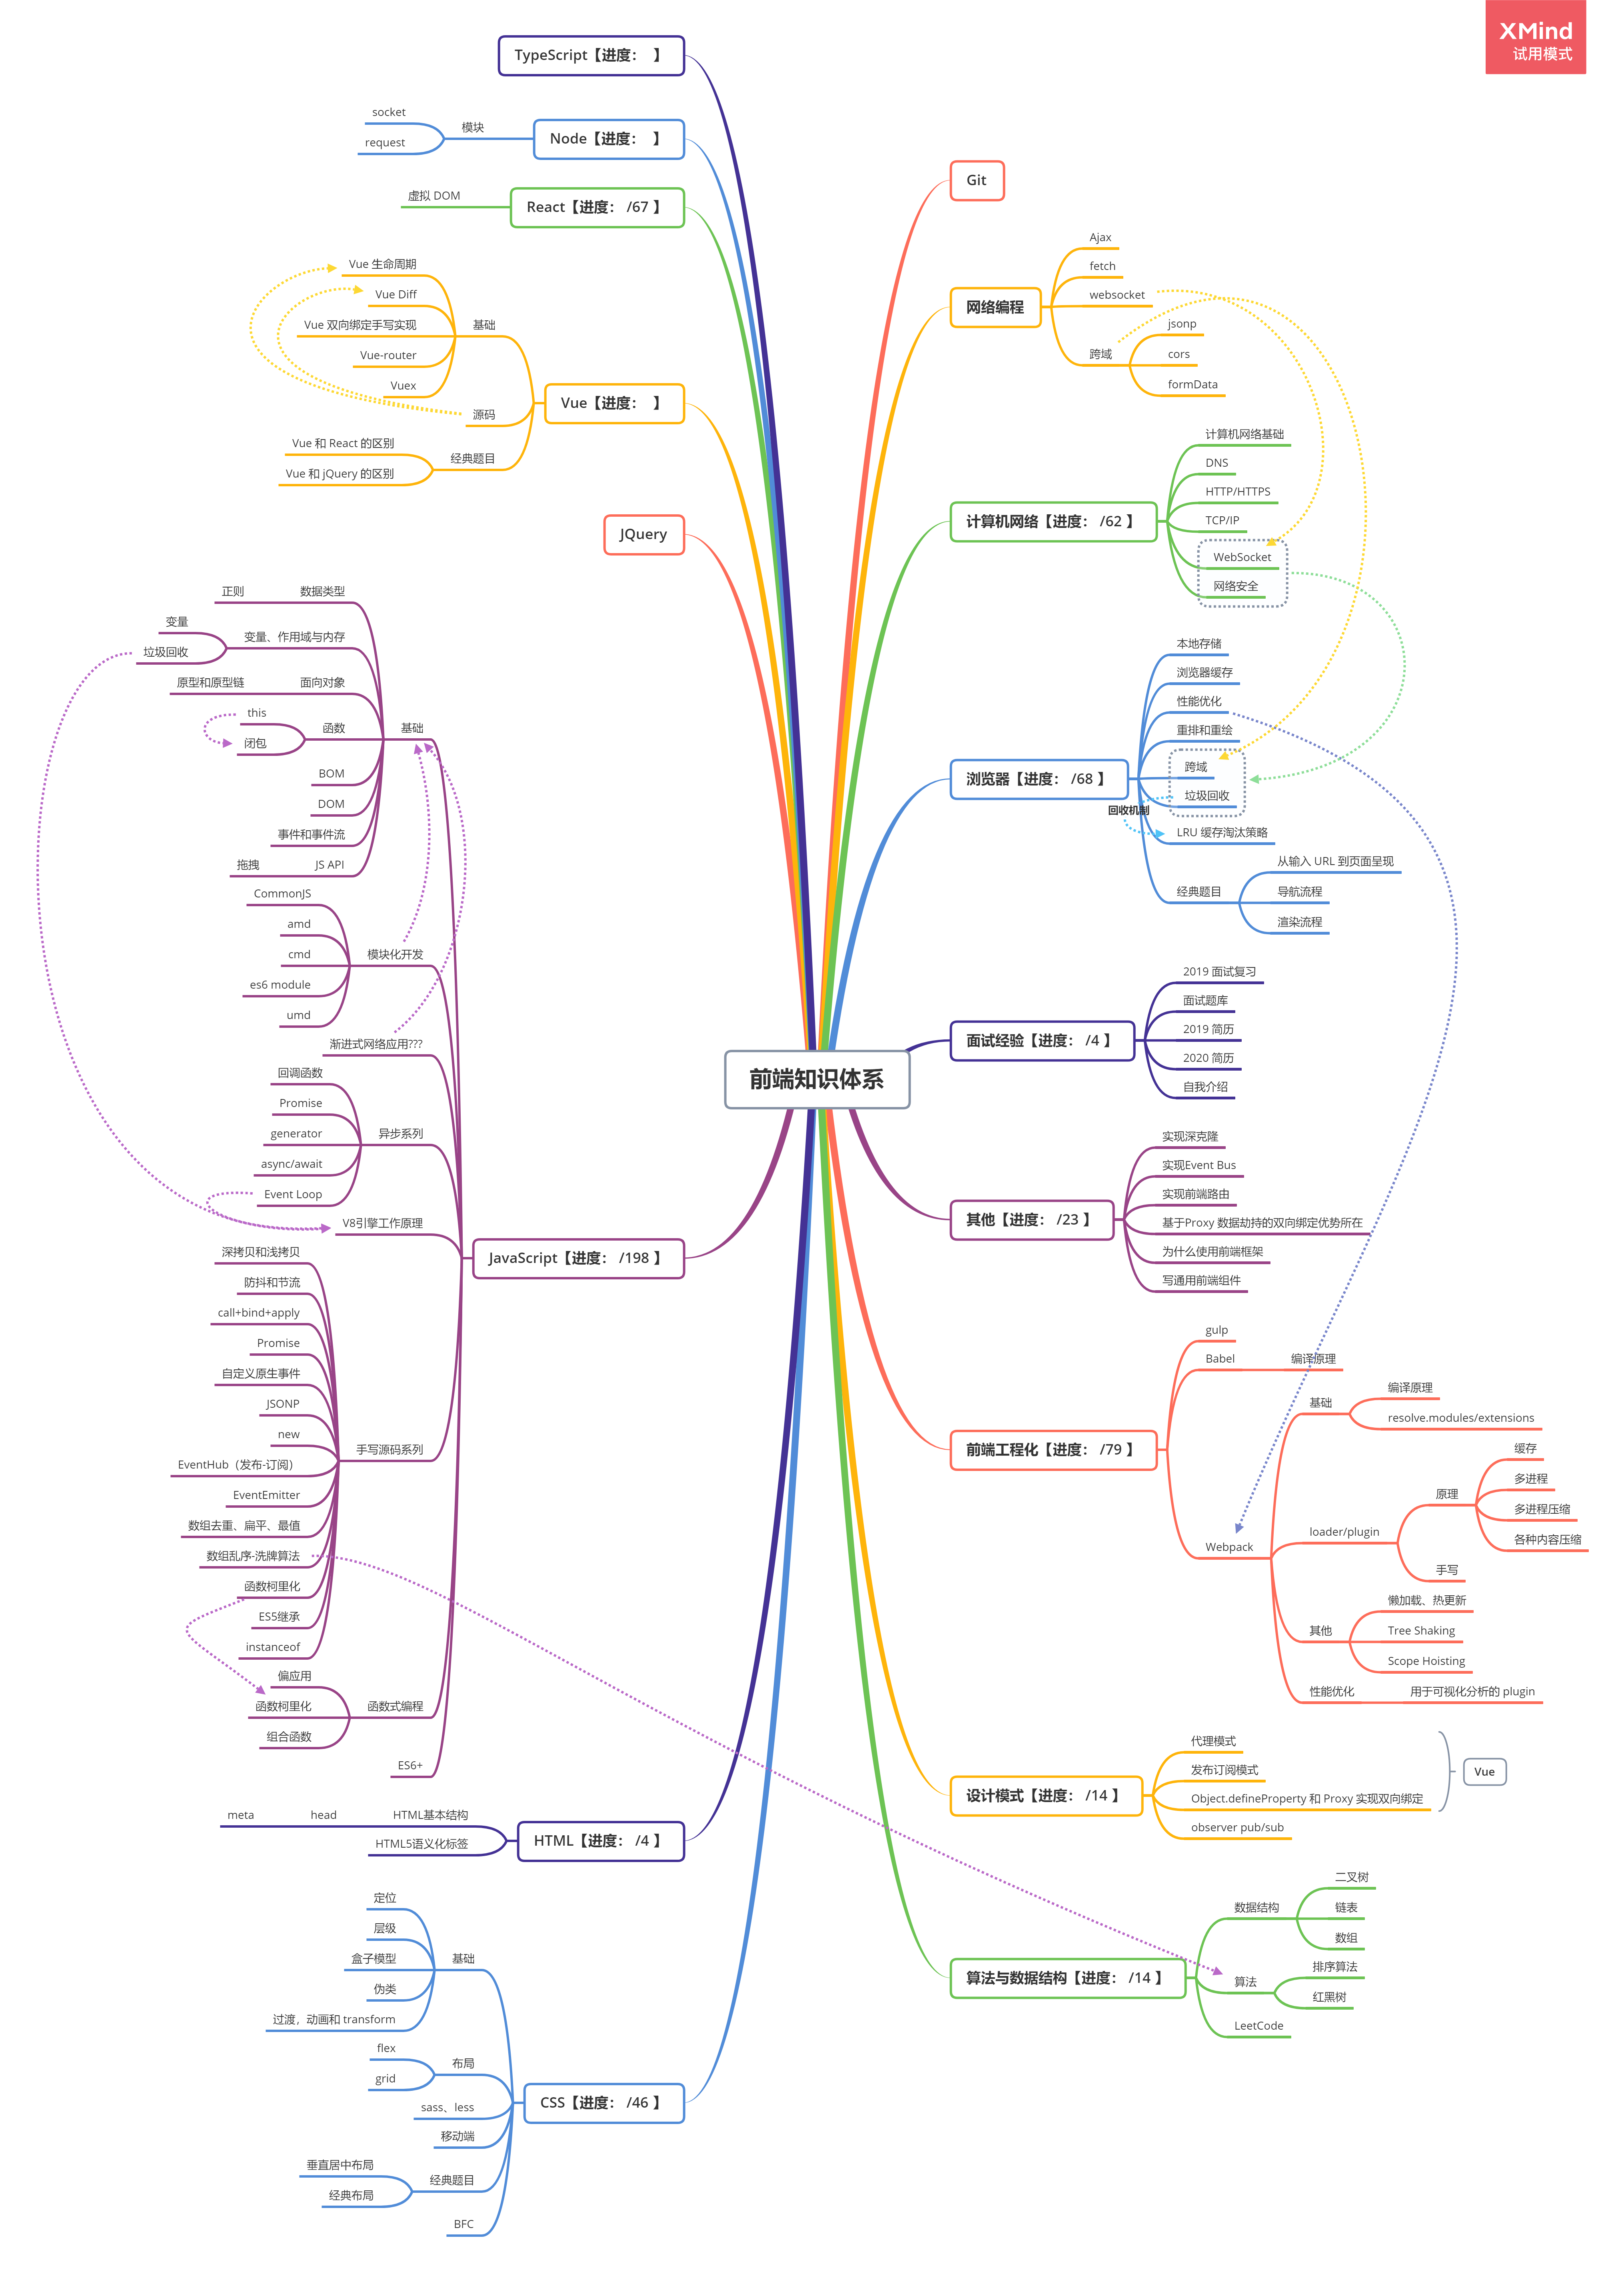 XMind
试用模式
前端知识体系
TypeScript【进度：  】
Node【进度：  】
模块
socket
request
React【进度： /67 】
虚拟 DOM
Vue【进度：  】
基础
Vue 生命周期
Vue Diff
Vue 双向绑定手写实现
Vue-router
Vuex
源码
经典题目
Vue 和 React 的区别
Vue 和 jQuery 的区别
JQuery
JavaScript【进度： /198 】
基础
数据类型
正则
变量、作用域与内存
变量
垃圾回收
面向对象
原型和原型链
函数
this
闭包
BOM
DOM
事件和事件流
JS API
拖拽
模块化开发
CommonJS
amd
cmd
es6 module
umd
渐进式网络应用???
异步系列
回调函数
Promise
generator
async/await
Event Loop
V8引擎工作原理
手写源码系列
深拷贝和浅拷贝
防抖和节流
call+bind+apply
Promise
自定义原生事件
JSONP
new
EventHub（发布-订阅）
EventEmitter
数组去重、扁平、最值
数组乱序-洗牌算法
函数柯里化
ES5继承
instanceof
函数式编程
偏应用
函数柯里化
组合函数
ES6+
HTML【进度： /4 】
HTML基本结构
head
meta
HTML5语义化标签
CSS【进度： /46 】
基础
定位
层级
盒子模型
伪类
过渡，动画和 transform
布局
flex
grid
sass、less
移动端
经典题目
垂直居中布局
经典布局
BFC
Git
网络编程
Ajax
fetch
websocket
跨域
jsonp
cors
formData
计算机网络【进度： /62 】
计算机网络基础
DNS
HTTP/HTTPS
TCP/IP
WebSocket
网络安全
浏览器【进度： /68 】
本地存储
浏览器缓存
性能优化
重排和重绘
跨域
垃圾回收
回收机制
LRU 缓存淘汰策略
经典题目
从输入 URL 到页面呈现
导航流程
渲染流程
面试经验【进度： /4 】
2019 面试复习
面试题库
2019 简历
2020 简历
自我介绍
其他【进度： /23 】
实现深克隆
实现Event Bus
实现前端路由
基于Proxy 数据劫持的双向绑定优势所在
为什么使用前端框架
写通用前端组件
前端工程化【进度： /79 】
gulp
Babel
编译原理
Webpack
基础
编译原理
resolve.modules/extensions
loader/plugin
原理
缓存
多进程
多进程压缩
各种内容压缩
手写
其他
懒加载、热更新
Tree Shaking
Scope Hoisting
性能优化
用于可视化分析的 plugin
设计模式【进度： /14 】
代理模式
发布订阅模式
Object.defineProperty 和 Proxy 实现双向绑定
observer pub/sub
Vue
算法与数据结构【进度： /14 】
数据结构
二叉树
链表
数组
算法
排序算法
红黑树
LeetCode